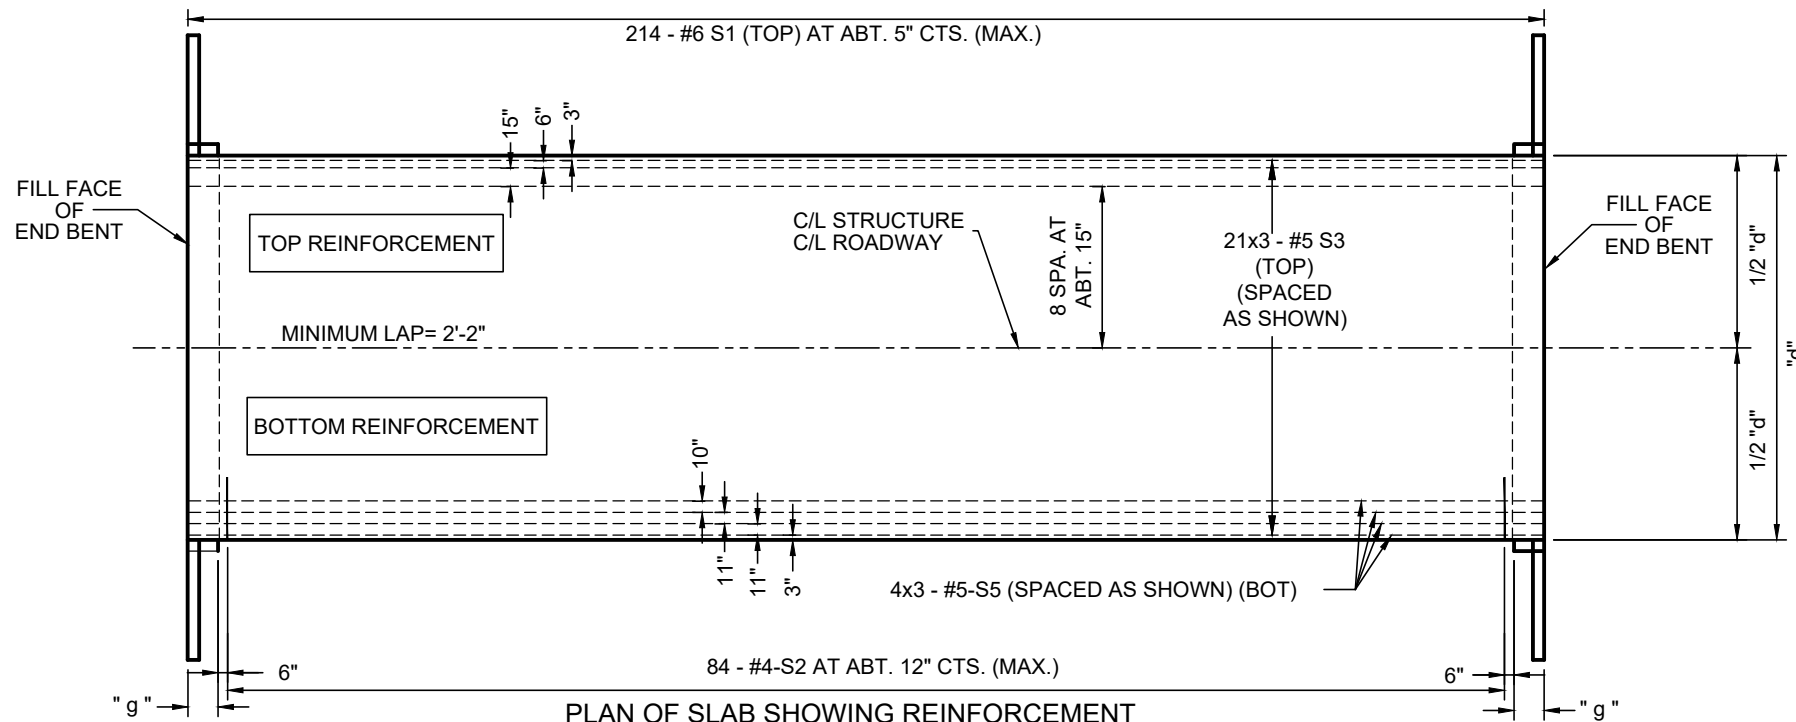 214 - #6 S1 (TOP) AT ABT. 5" CTS. (MAX.)
15"
6"
3"
FILL FACE
OF
END BENT
TOP REINFORCEMENT
C/L STRUCTURE
C/L ROADWAY
8 SPA. AT
ABT. 15"
21x3 - #5 S3
(TOP)
(SPACED
AS SHOWN)
FILL FACE
OF
END BENT
1/2 "d"
MINIMUM LAP= 2'-2"
"d"
BOTTOM REINFORCEMENT
1/2 "d"
10"
11"
11"
3"
4x3 - #5-S5 (SPACED AS SHOWN) (BOT)
6"
84 - #4-S2 AT ABT. 12" CTS. (MAX.)
6"
" g "
PLAN OF SLAB SHOWING REINFORCEMENT
" g "